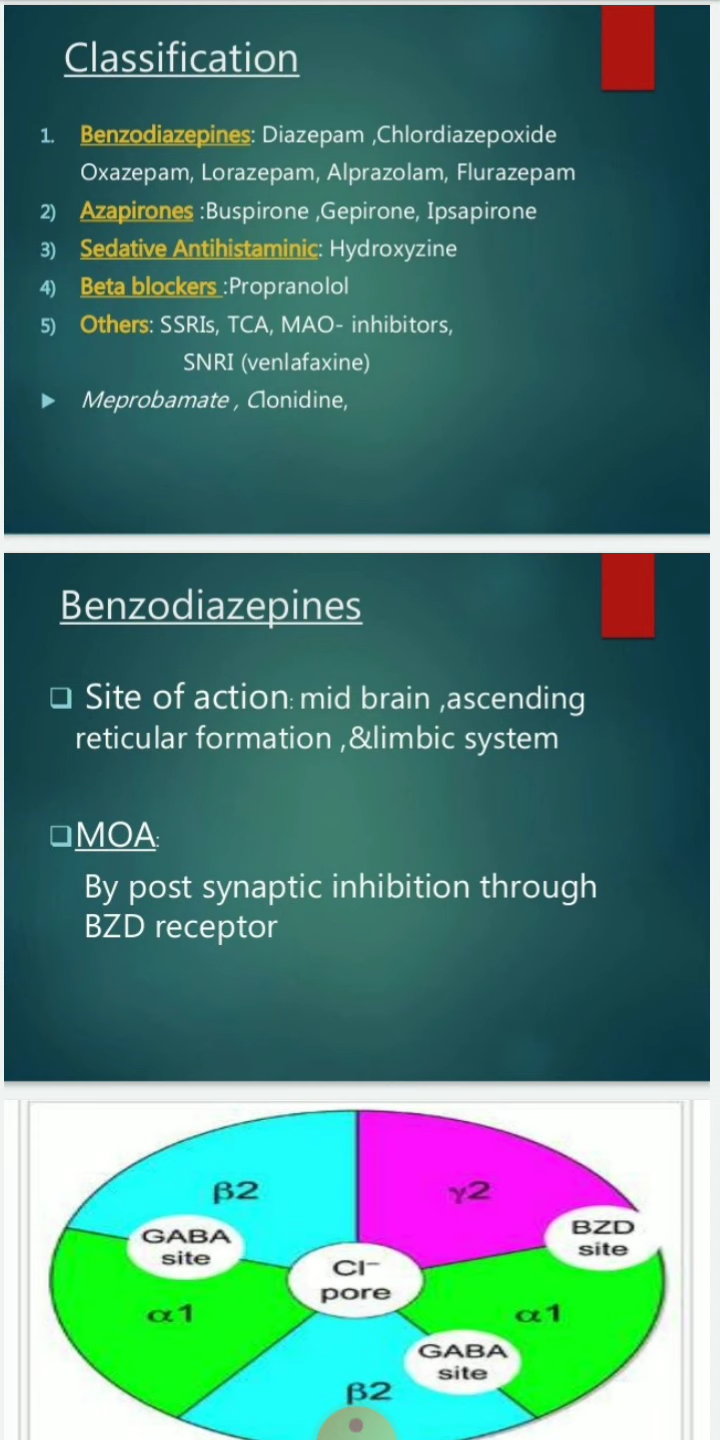 Classification
1. Benzodiazepines: Diazepam ,Chlordiazepoxide
Oxazepam, Lorazepam, Alprazolam, Flurazepam
2) Azapirones :Buspirone ,Gepirone, Ipsapirone
3) Sedative Antihistaminic: Hydroxyzine
4) Beta blockers :Propranolol
5) Others: SSRIs, TCA, MAO- inhibitors,
SNRI (venlafaxine)
Meprobamate , Clonidine,
Benzodiazepines
Site of action: mid brain ,ascending
reticular formation ,&limbic system
MOA:
By post synaptic inhibition through
BZD receptor
β2
γ2
GABA
site
BZD
site
Cl−
pore
α1
α1
GABA
site
β2